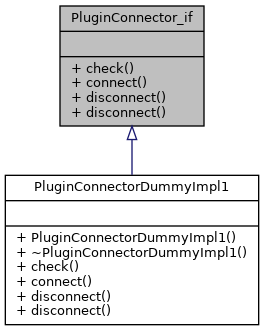 PluginConnector_if
+ check()
+ connect()
+ disconnect()
+ disconnect()
PluginConnectorDummyImpl1
+ PluginConnectorDummyImpl1()
+ ~PluginConnectorDummyImpl1()
+ check()
+ connect()
+ disconnect()
+ disconnect()